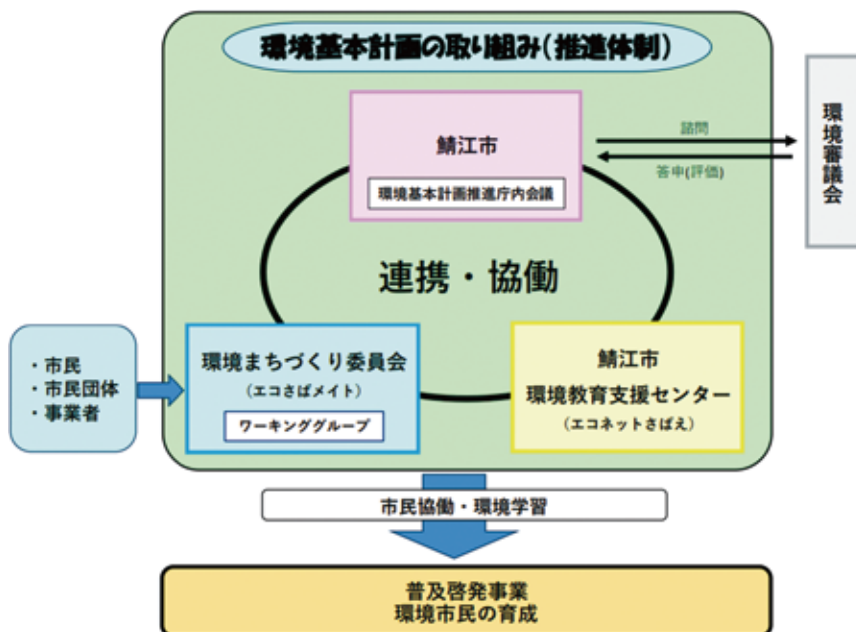 環境基本計画の取り組み(推進体制)
鯖江市
環境基本計画推進庁内会議
諮問
答申(評価)
環境審議会
連携・協働
・市民
・市民団体
・事業者
環境まちづくり委員会
(エコさばメイト)
ワーキンググループ
鯖江市
環境教育支援センター
(エコネットさばえ)
市民協働・環境学習
普及啓発事業
環境市民の育成